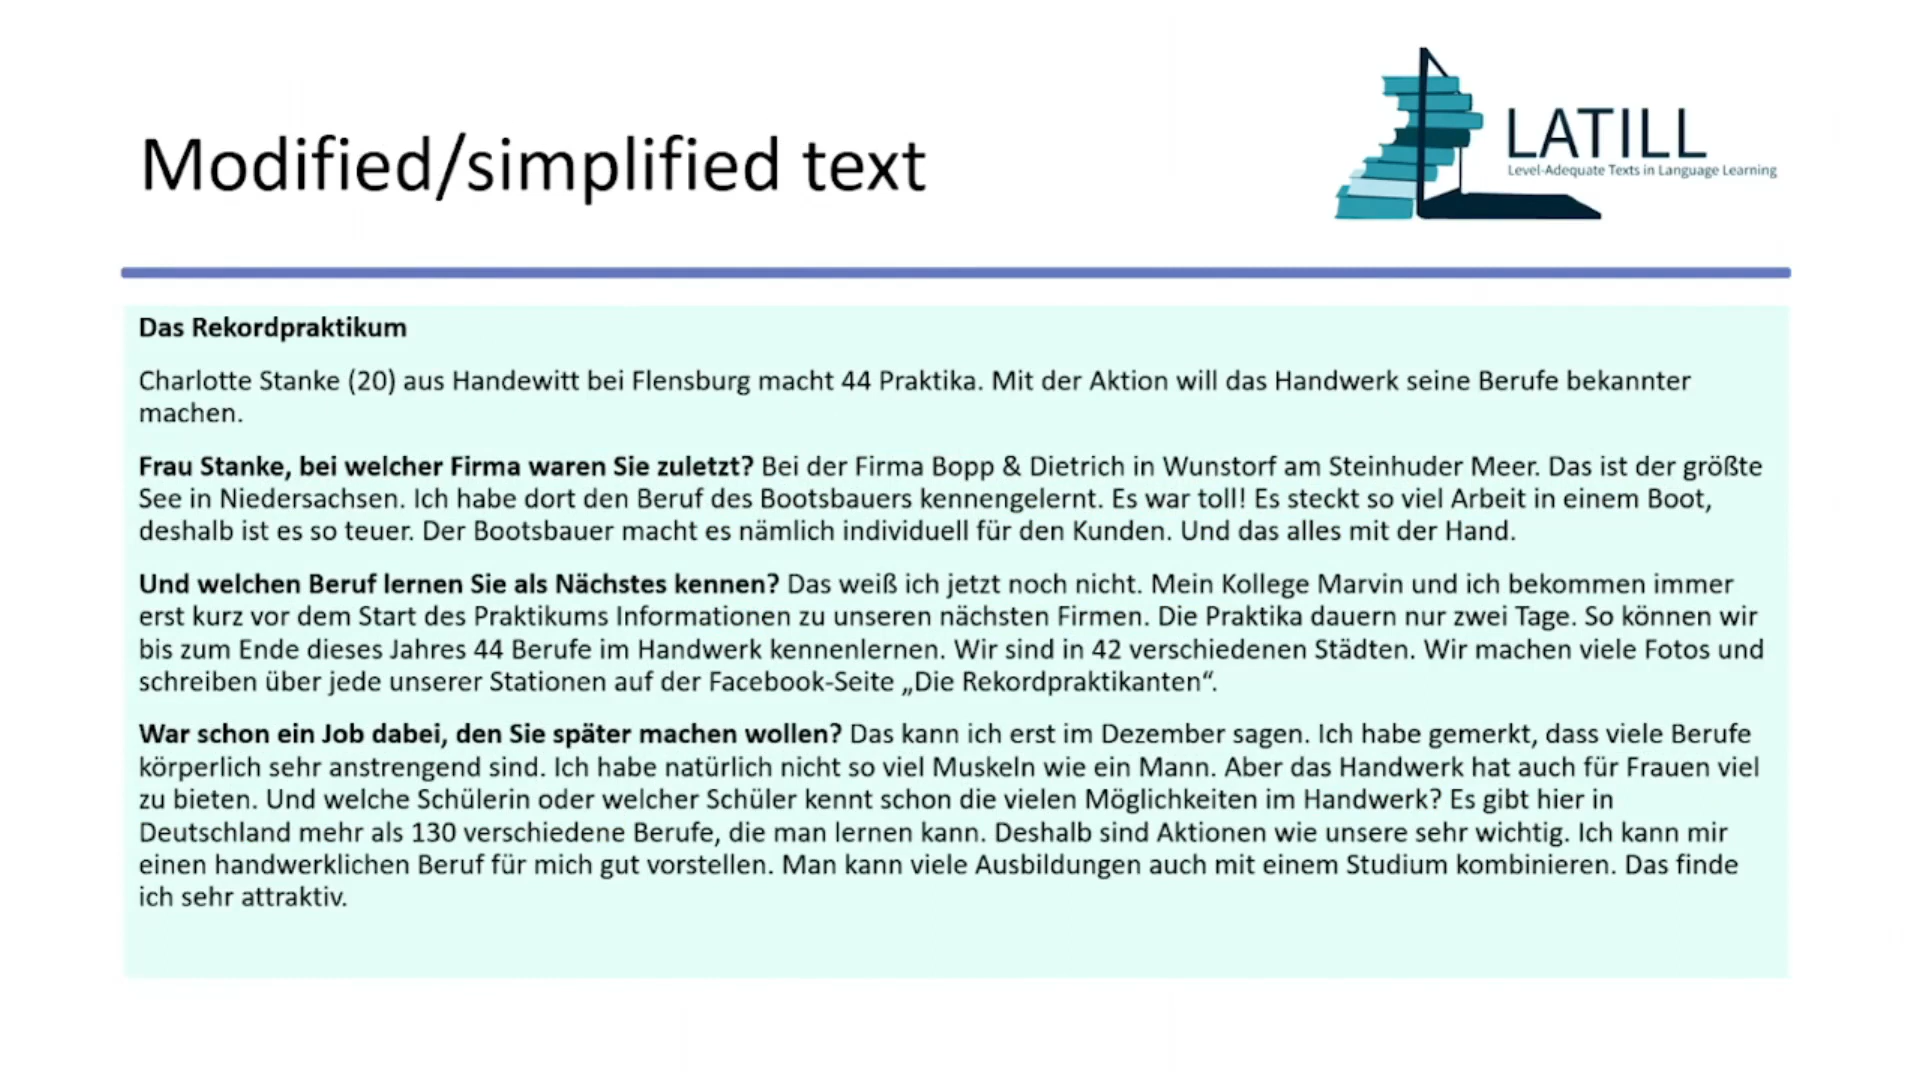 Modified/simplified text
LATILL
Level-Adequate Texts in Language Learning
Das Rekordpraktikum
Charlotte Stanke (20) aus Handewitt bei Flensburg macht 44 Praktika. Mit der Aktion will das Handwerk seine Berufe bekannter
machen.
Frau Stanke, bei welcher Firma waren Sie zuletzt? Bei der Firma Bopp & Dietrich in Wunstorf am Steinhuder Meer. Das ist der größte
See in Niedersachsen. Ich habe dort den Beruf des Bootsbauers kennengelernt. Es war toll! Es steckt so viel Arbeit in einem Boot,
deshalb ist es so teuer. Der Bootsbauer macht es nämlich individuell für den Kunden. Und das alles mit der Hand.
Und welchen Beruf lernen Sie als Nächstes kennen? Das weiß ich jetzt noch nicht. Mein Kollege Marvin und ich bekommen immer
erst kurz vor dem Start des Praktikums Informationen zu unseren nächsten Firmen. Die Praktika dauern nur zwei Tage. So können wir
bis zum Ende dieses Jahres 44 Berufe im Handwerk kennenlernen. Wir sind in 42 verschiedenen Städten. Wir machen viele Fotos und
schreiben über jede unserer Stationen auf der Facebook-Seite „Die Rekordpraktikanten“.
War schon ein Job dabei, den Sie später machen wollen? Das kann ich erst im Dezember sagen. Ich habe gemerkt, dass viele Berufe
körperlich sehr anstrengend sind. Ich habe natürlich nicht so viel Muskeln wie ein Mann. Aber das Handwerk hat auch für Frauen viel
zu bieten. Und welche Schülerin oder welcher Schüler kennt schon die vielen Möglichkeiten im Handwerk? Es gibt hier in
Deutschland mehr als 130 verschiedene Berufe, die man lernen kann. Deshalb sind Aktionen wie unsere sehr wichtig. Ich kann mir
einen handwerklichen Beruf für mich gut vorstellen. Man kann viele Ausbildungen auch mit einem Studium kombinieren. Das finde
ich sehr attraktiv.